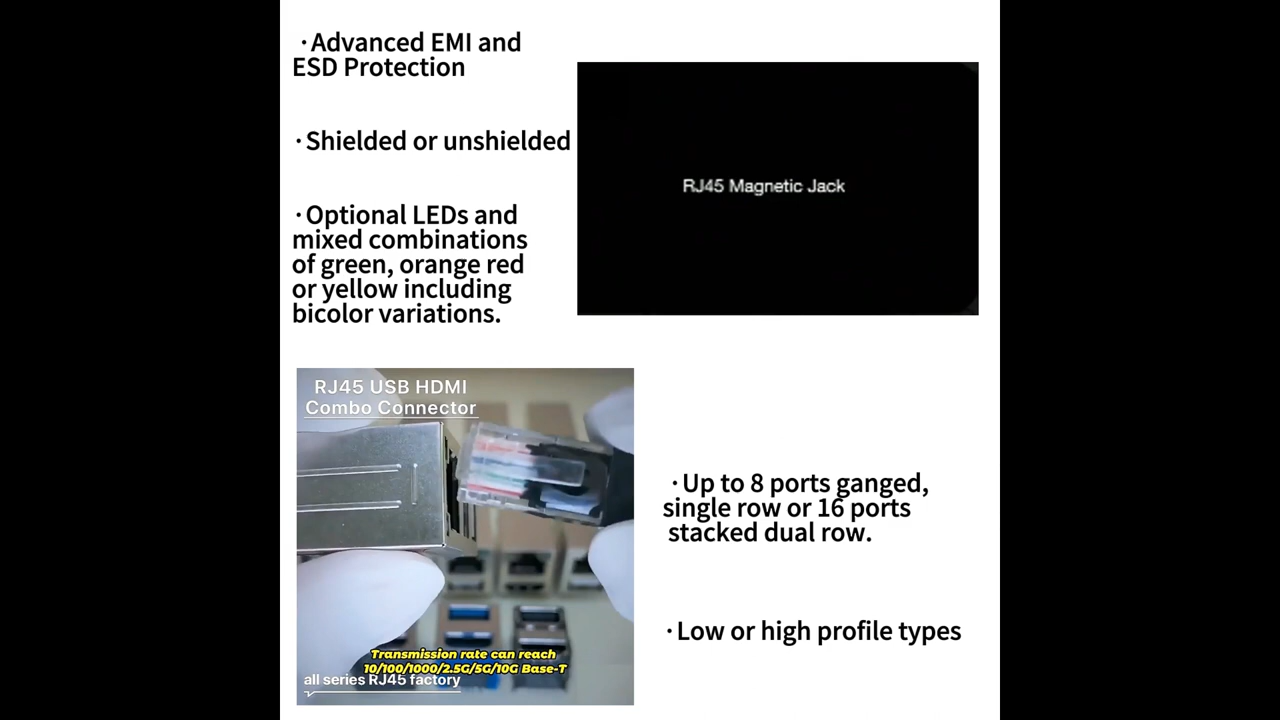 ·Advanced EMI and
ESD Protection
·Shielded or unshielded
·Optional LEDs and
mixed combinations
of green, orange red
or yellow including
bicolor variations.
RJ45 Magnetic Jack
RJ45 USB HDMI
Combo Connector
Transmission rate can reach
10/100/1000/2.5G/5G/10G Base-T
all series RJ45 factory
·Up to 8 ports ganged,
single row or 16 ports
stacked dual row.
·Low or high profile types